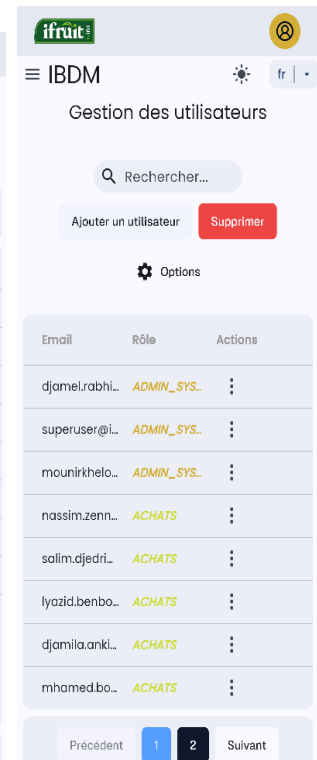 ifruit
IBDM
fr
Gestion des utilisateurs
Rechercher...
Ajouter un utilisateur
Supprimer
Options
Email Rôle Actions
djamel.rabhi... ADMIN_SYS...
superuser@i... ADMIN_SYS...
mounirkhelo... ADMIN_SYS...
nassim.zenn... ACHATS
salim.djedri... ACHATS
lyazid.benbo... ACHATS
djamila.anki... ACHATS
mhamed.bo... ACHATS
Précédent 1 2 Suivant